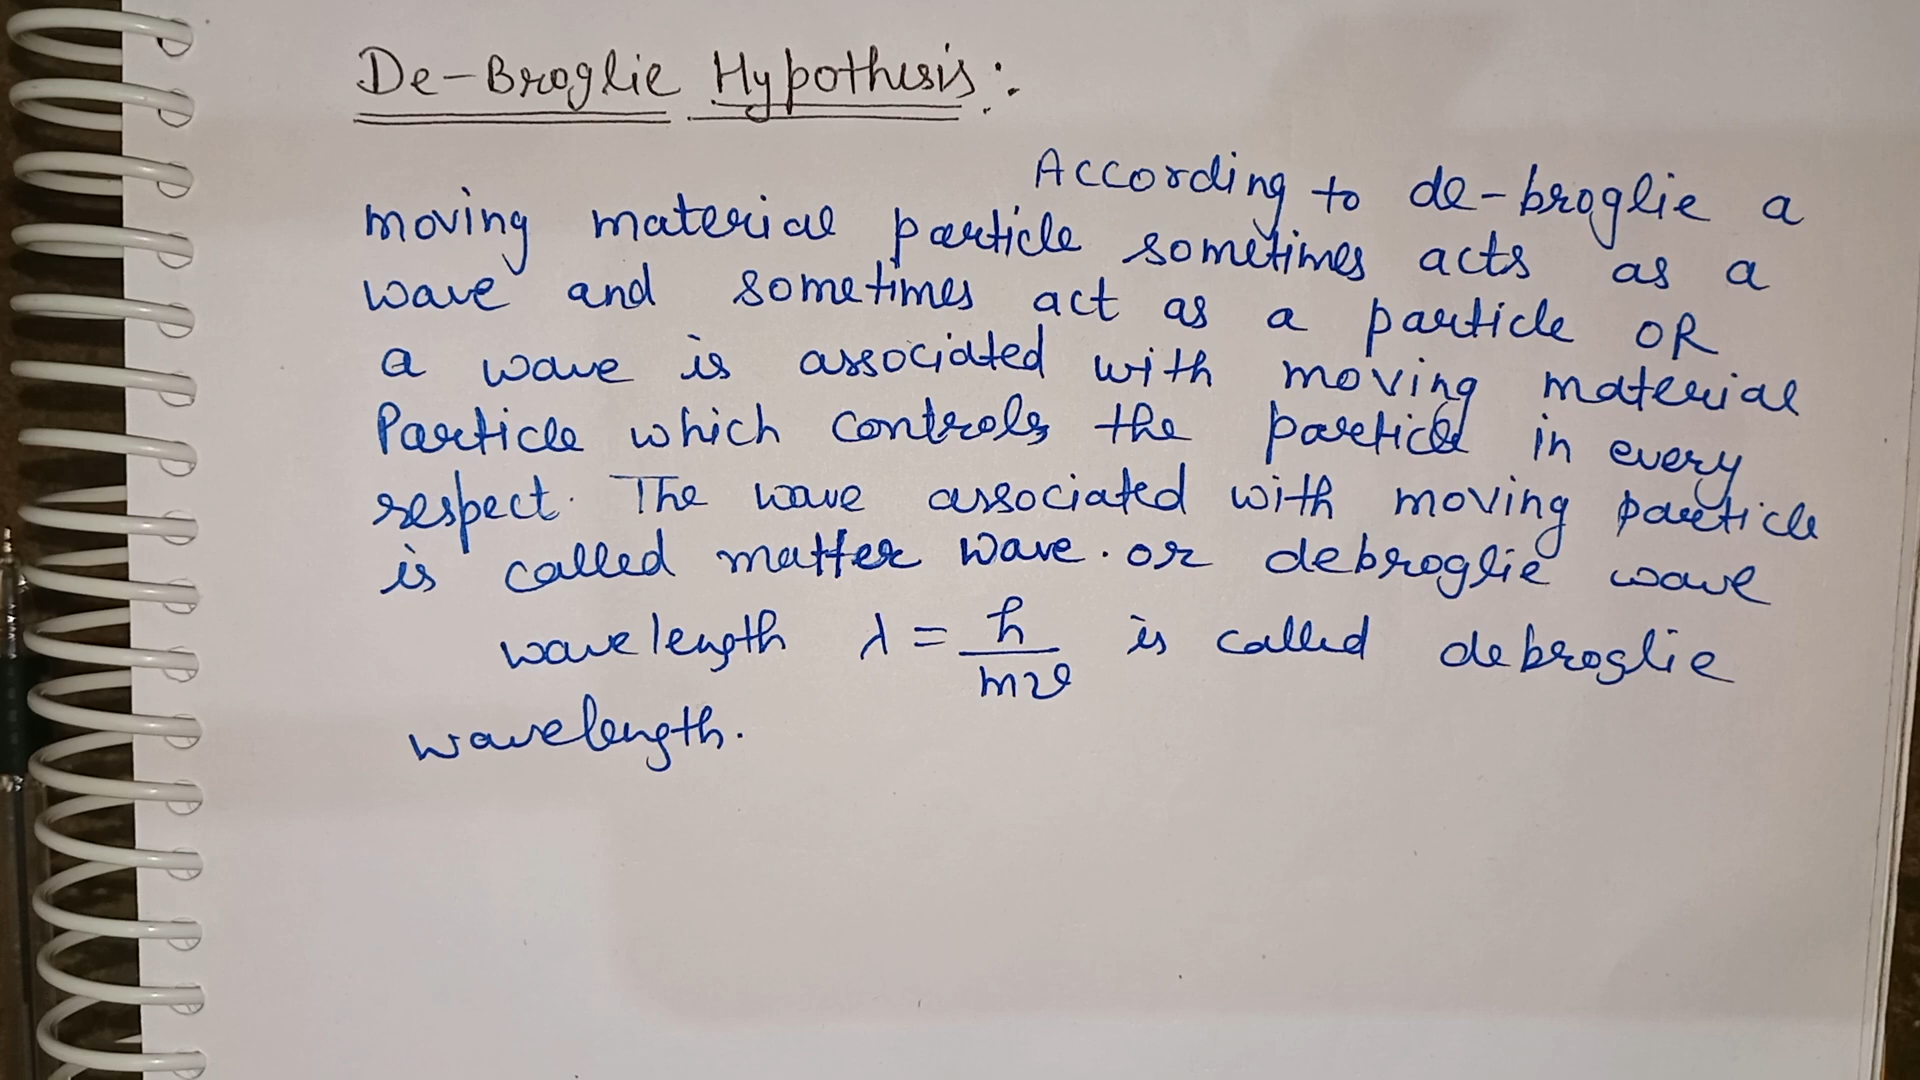 De-Broglie Hypothesis:.
According to de-broglie a
moving material particle sometimes acts as a
wave and sometimes act as a particle OR
a wave is associated with moving material
Particle which controls the particle in every
respect. The wave associated with moving particle
is called matter wave. or debroglie wave
wavelength λ = ℏ/mv is called debroglie
wavelength.